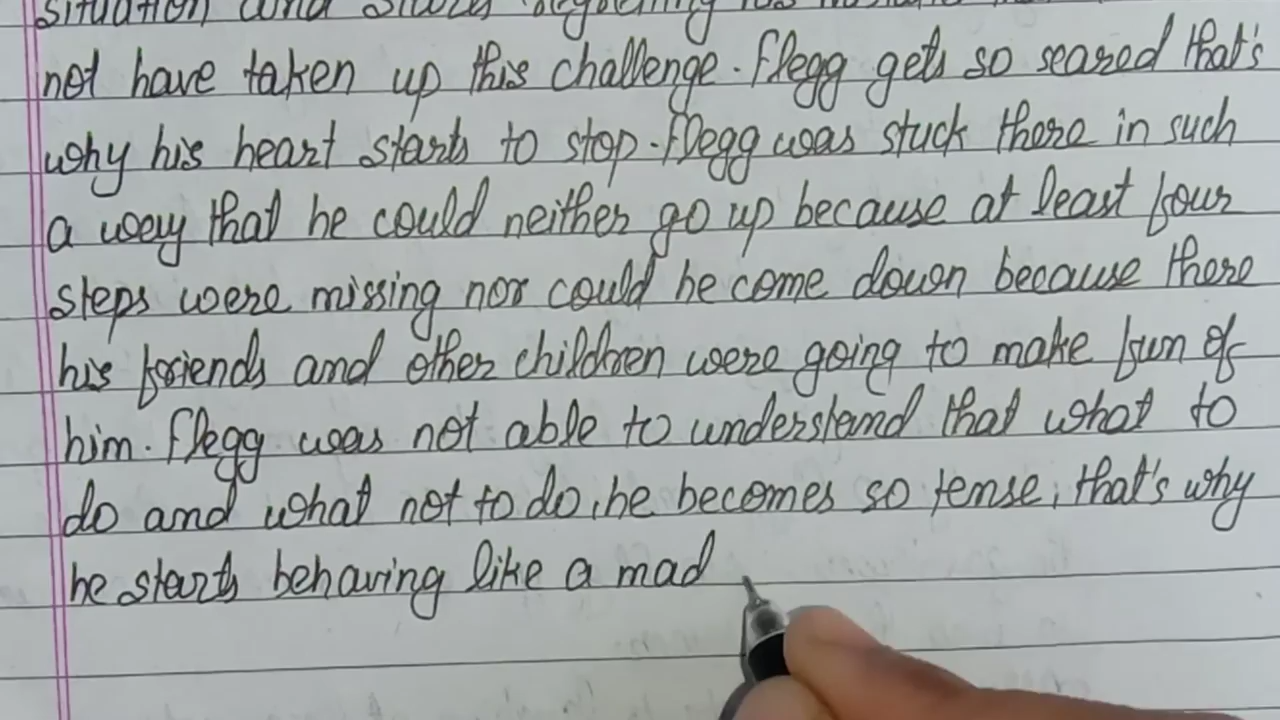 situation and starts regretting
not have taken up this challenge. Flegg gets so scared that's
why his heart starts to stop. Flegg was stuck there in such
a way that he could neither go up because at least four
steps were missing nor could he come down because there
his friends and other children were going to make fun of
him. Flegg was not able to understand that what to
do and what not to do, he becomes so tense, that's why
he starts behaving like a mad